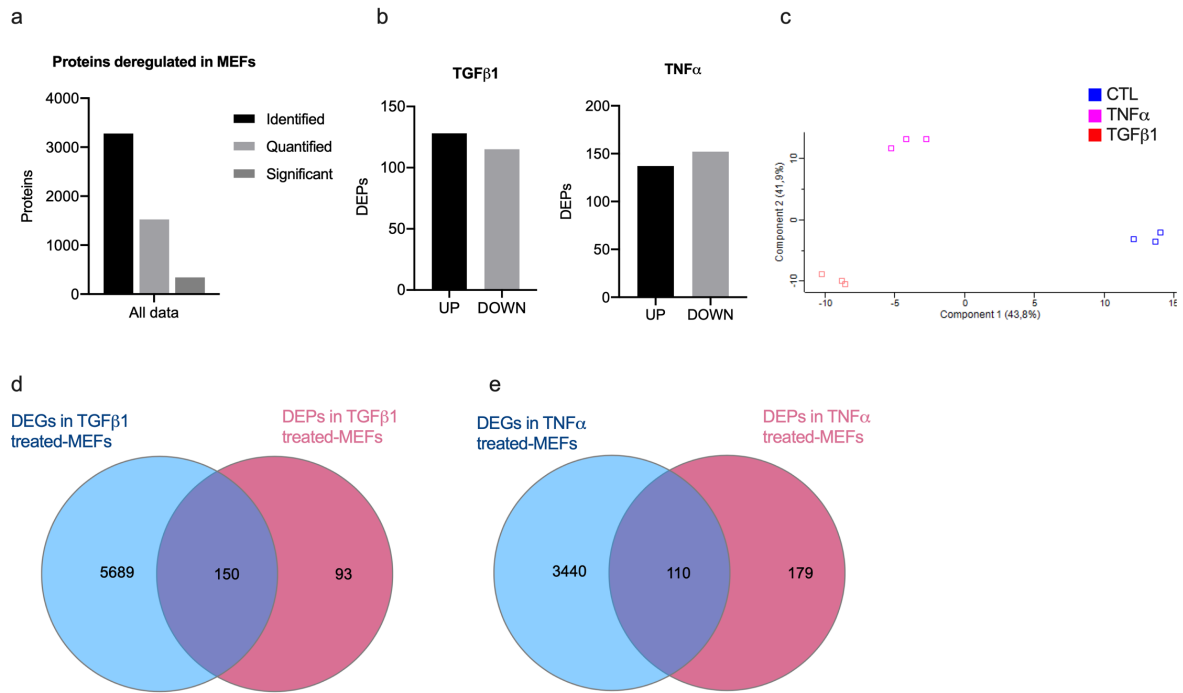 a
Proteins deregulated in MEFs
4000
3000
2000
1000
0
Proteins
All data
Identified
Quantified
Significant
b
TGFβ1
150
100
50
0
DEPs
UP DOWN
TNFα
200
150
100
50
0
DEPs
UP DOWN
c
CTL
TNFα
TGFβ1
Component 2 (41,9%)
10
0
-10
-10 -5 0 5 10 15
Component 1 (43,8%)
d
DEGs in TGFβ1
treated-MEFs
DEPs in TGFβ1
treated-MEFs
5689 150 93
e
DEGs in TNFα
treated-MEFs
DEPs in TNFα
treated-MEFs
3440 110 179